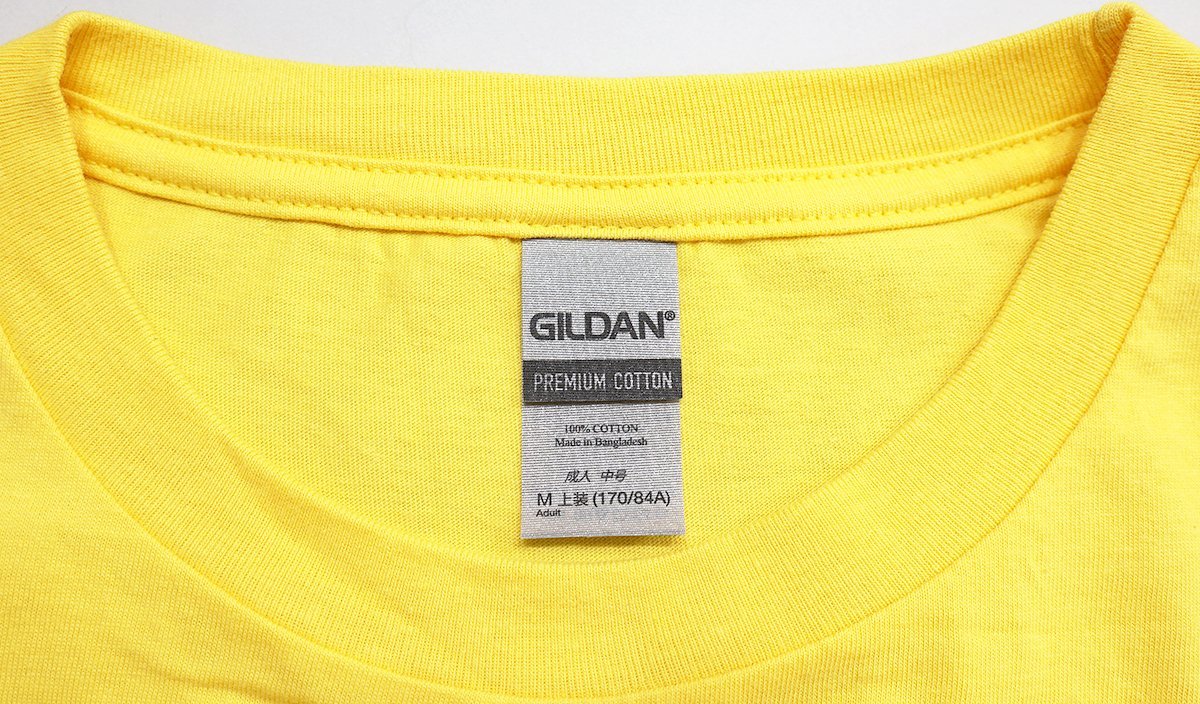 GILDAN®
PREMIUM COTTON
100% COTTON
Made in Bangladesh
成人 中号
M 上装 (170/84A)
Adult